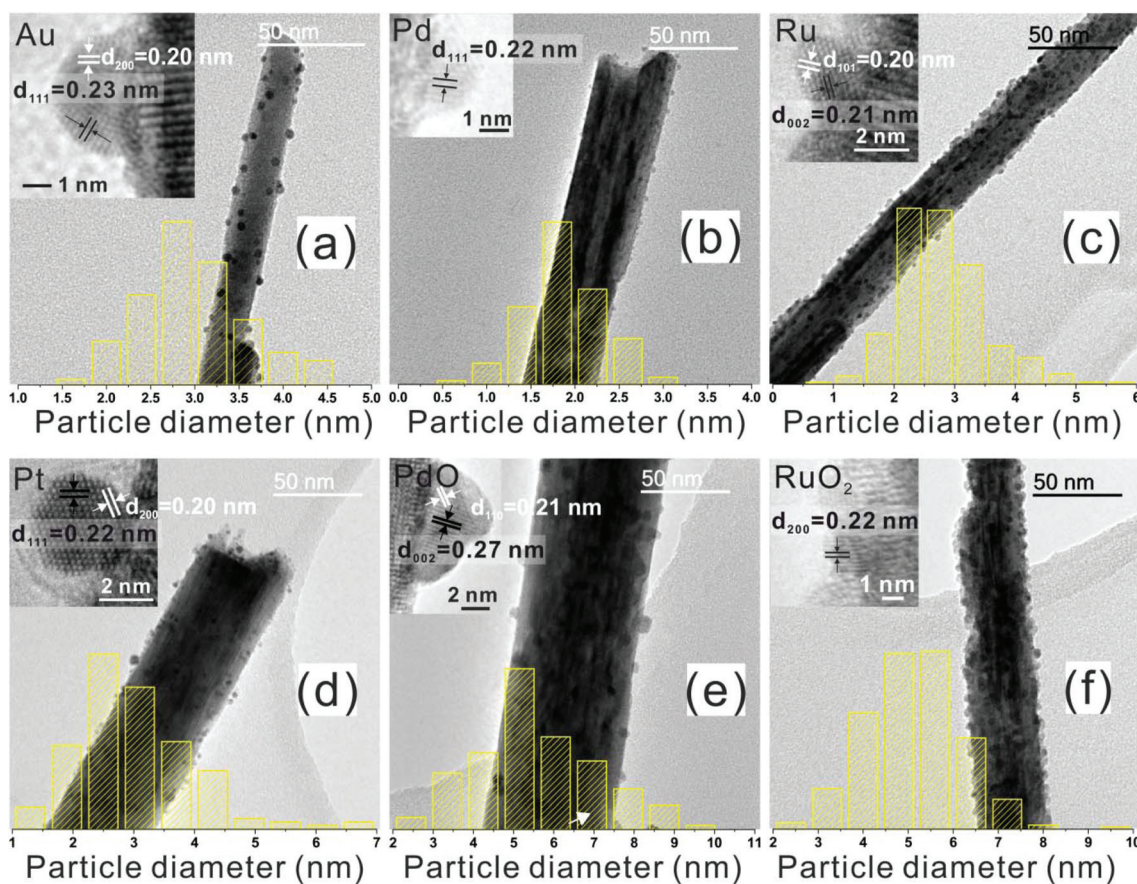 Au
50 nm
d200=0.20 nm
d111=0.23 nm
1 nm
(a)
1.0 1.5 2.0 2.5 3.0 3.5 4.0 4.5 5.0
Particle diameter (nm)
Pd
50 nm
d111=0.22 nm
1 nm
(b)
0.0 0.5 1.0 1.5 2.0 2.5 3.0 3.5 4.0
Particle diameter (nm)
Ru
50 nm
d101=0.20 nm
d002=0.21 nm
2 nm
(c)
0 1 2 3 4 5 6
Particle diameter (nm)
Pt
50 nm
d200=0.20 nm
d111=0.22 nm
2 nm
(d)
1 2 3 4 5 6 7
Particle diameter (nm)
PdO
50 nm
d110=0.21 nm
d002=0.27 nm
2 nm
(e)
2 3 4 5 6 7 8 9 10 11
Particle diameter (nm)
RuO2
50 nm
d200=0.22 nm
1 nm
(f)
2 3 4 5 6 7 8 9 10
Particle diameter (nm)